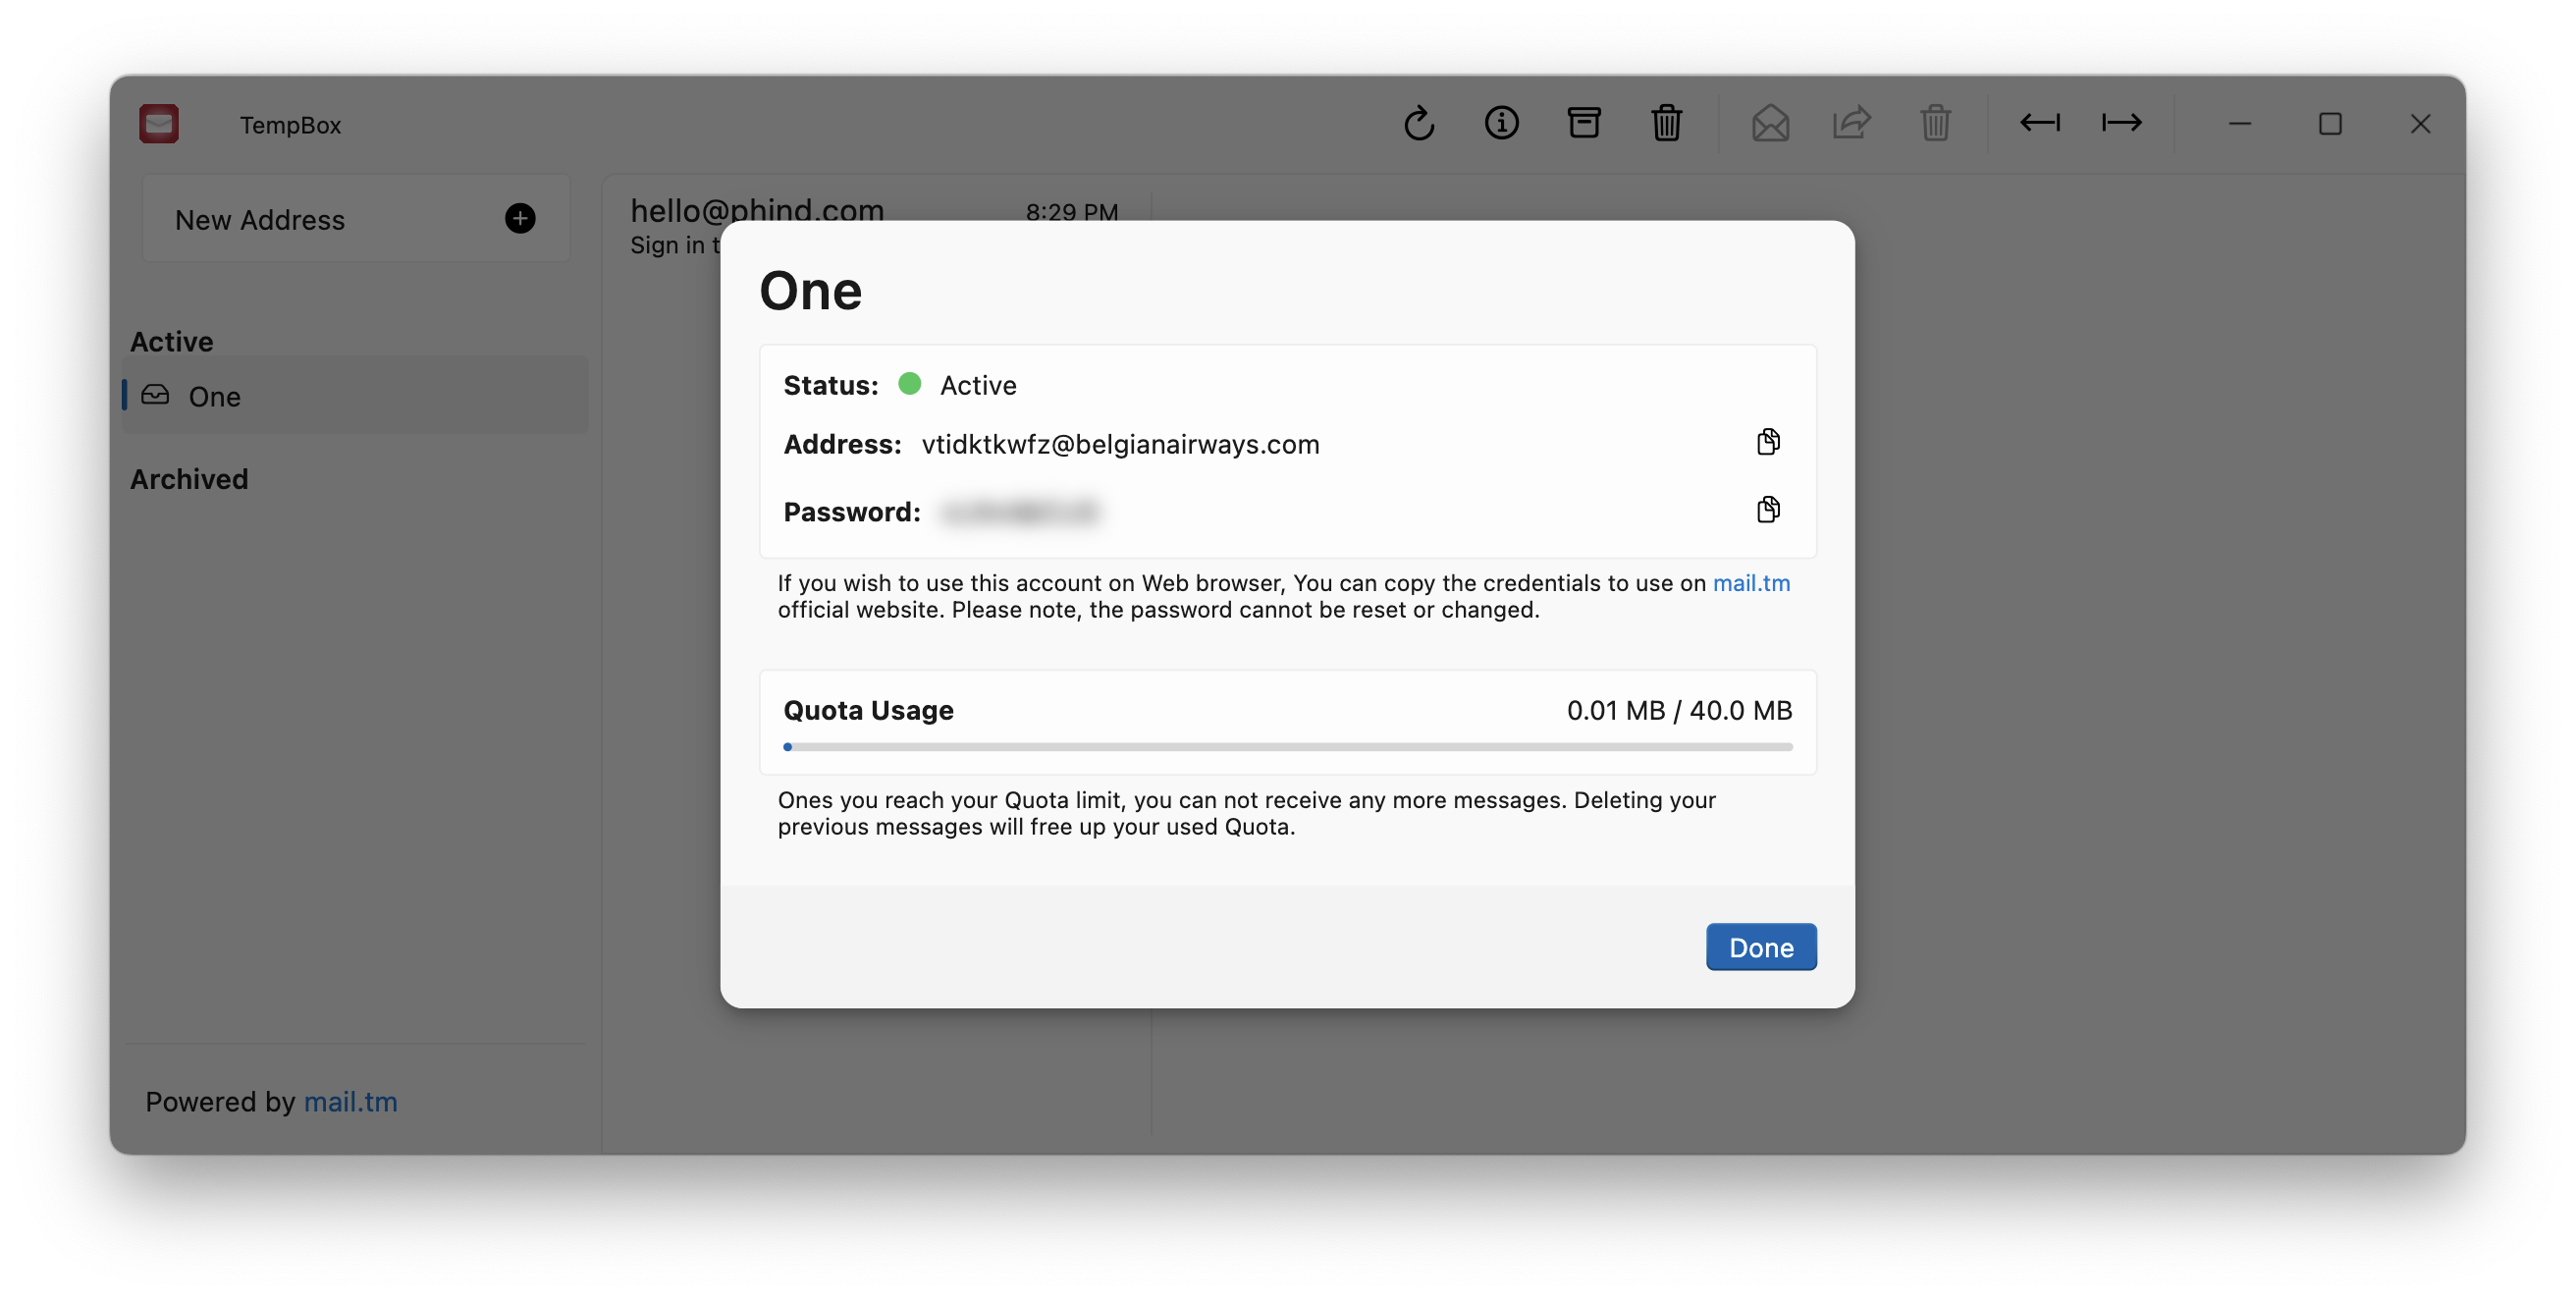 TempBox
New Address
hello@phind.com
8:29 PM
Sign in t
Active
One
Archived
One
Status: Active
Address: vtidktkwfz@belgianairways.com
Password:
If you wish to use this account on Web browser, You can copy the credentials to use on mail.tm
official website. Please note, the password cannot be reset or changed.
Quota Usage
0.01 MB / 40.0 MB
Ones you reach your Quota limit, you can not receive any more messages. Deleting your
previous messages will free up your used Quota.
Done
Powered by mail.tm